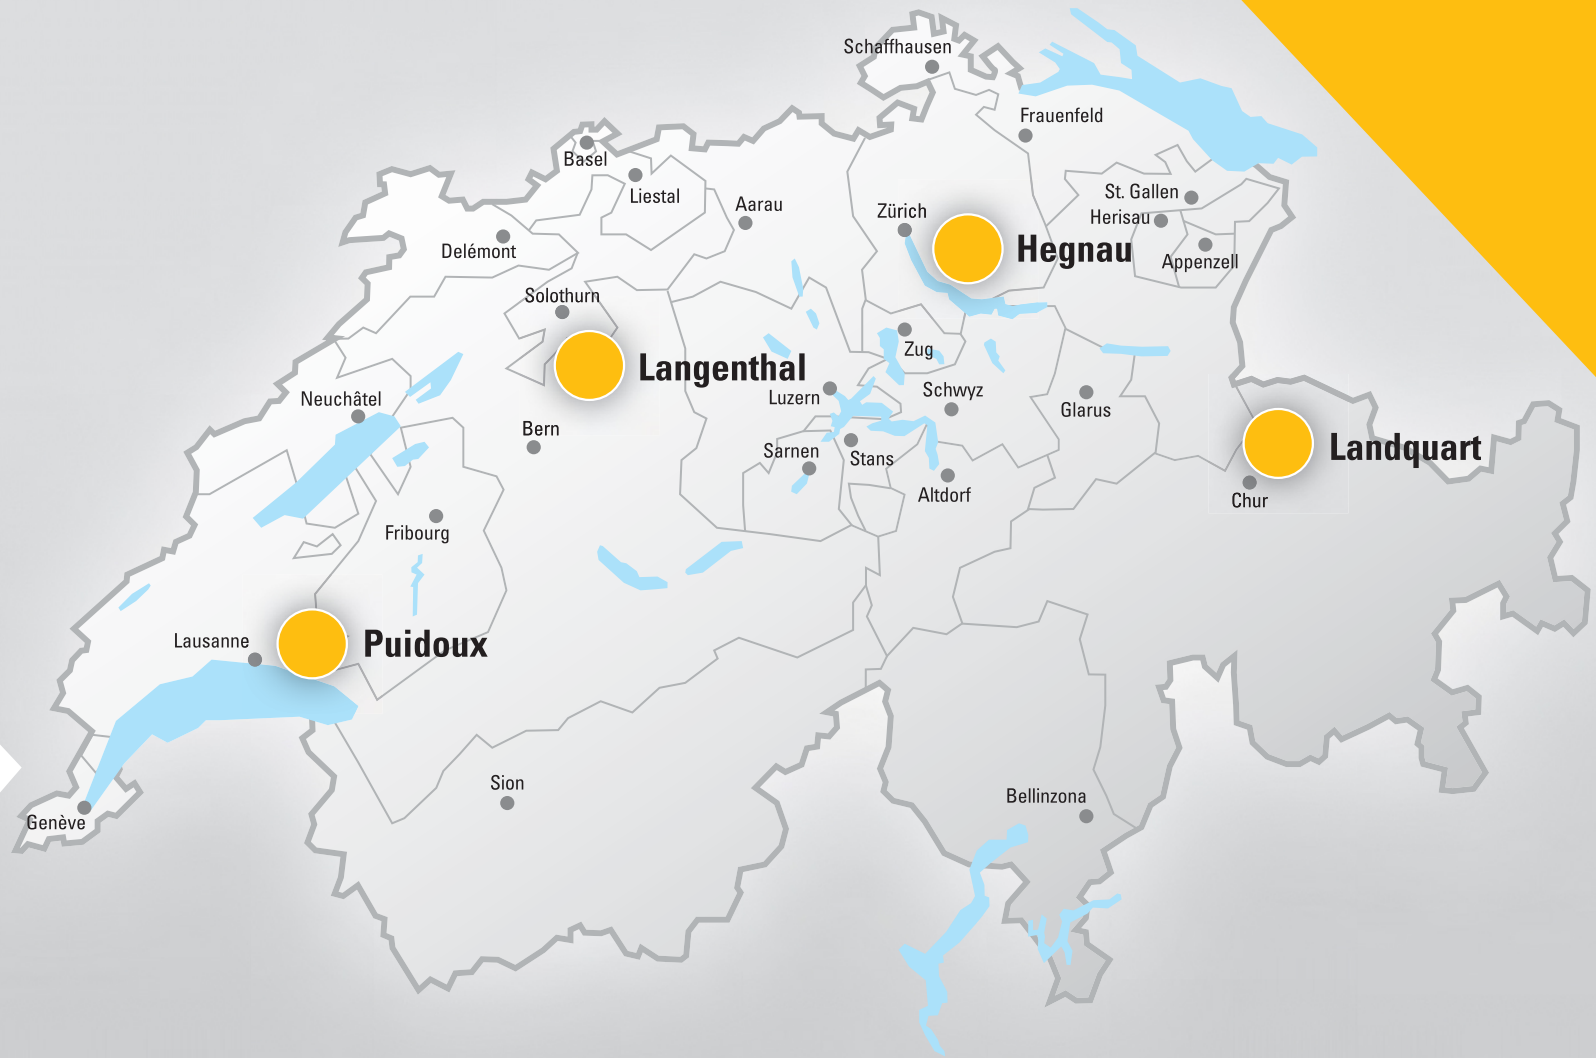 Schaffhausen
Frauenfeld
Basel
Liestal
St. Gallen
Aarau
Zürich
Herisau
Delémont
Hegnau
Appenzell
Solothurn
Zug
Langenthal
Luzern
Schwyz
Neuchâtel
Glarus
Bern
Sarnen
Stans
Landquart
Altdorf
Chur
Fribourg
Lausanne
Puidoux
Sion
Bellinzona
Genève